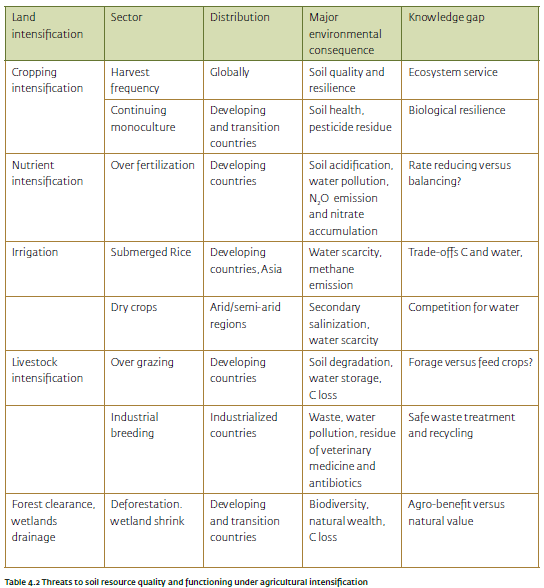 Land
intensification
Sector
Distribution
Major
environmental
consequence
Knowledge gap
Cropping
intensification
Harvest
frequency
Globally
Soil quality and
resilience
Ecosystem service
Continuing
monoculture
Developing
and transition
countries
Soil health,
pesticide residue
Biological resilience
Nutrient
intensification
Over fertilization
Developing
countries
Soil acidification,
water pollution,
N₂O emission
and nitrate
accumulation
Rate reducing versus
balancing?
Irrigation
Submerged Rice
Developing
countries, Asia
Water scarcity,
methane
emission
Trade-offs C and water,
Dry crops
Arid/semi-arid
regions
Secondary
salinization,
water scarcity
Competition for water
Livestock
intensification
Over grazing
Developing
countries
Soil degradation,
water storage,
C loss
Forage versus feed crops?
Industrial
breeding
Industrialized
countries
Waste, water
pollution, residue
of veterinary
medicine and
antibiotics
Safe waste treatment
and recycling
Forest clearance,
wetlands
drainage
Deforestation.
wetland shrink
Developing
and transition
countries
Biodiversity,
natural wealth,
C loss
Agro-benefit versus
natural value
Table 4.2 Threats to soil resource quality and functioning under agricultural intensification